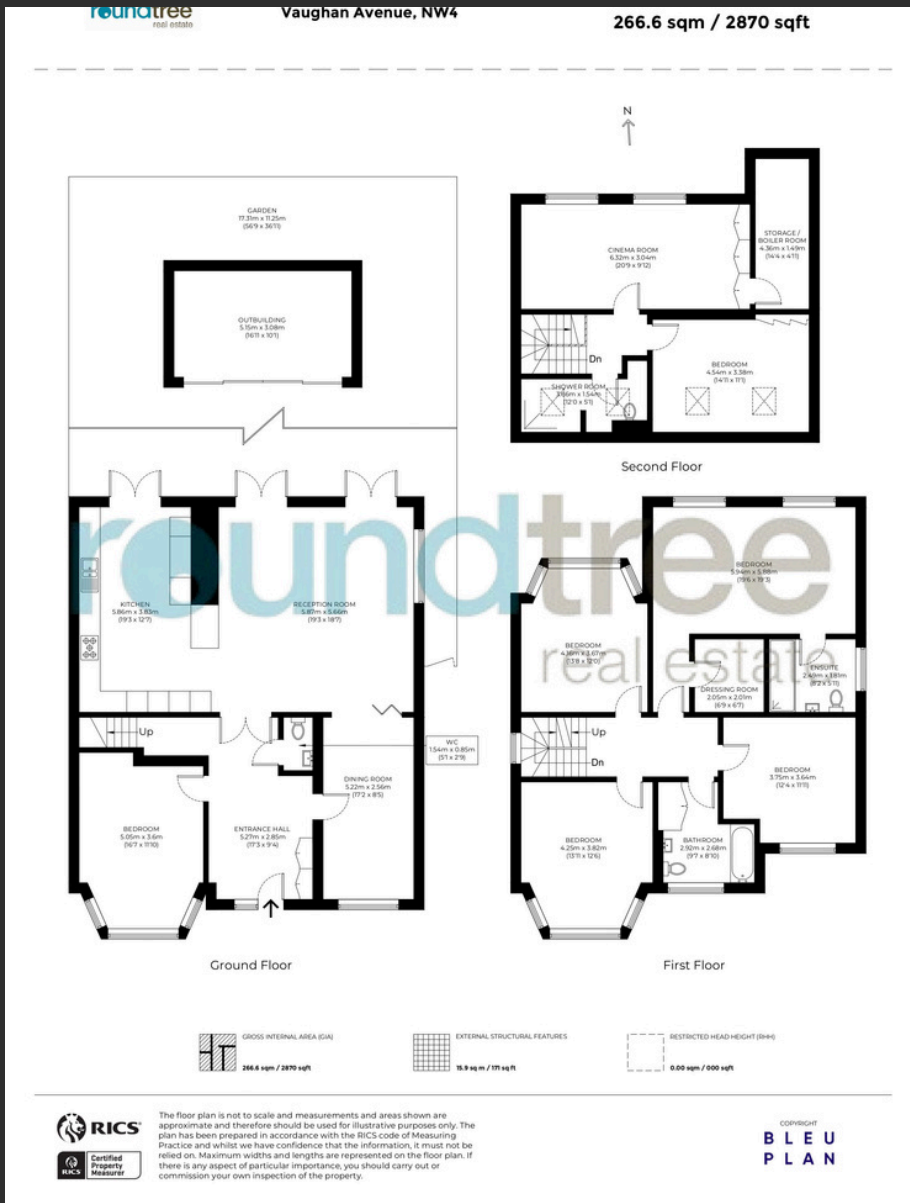 roundtree
real estate
Vaughan Avenue, NW4
266.6 sqm / 2870 sqft
N
GARDEN
17.31m x 11.25m
(56'9 x 36'11)
OUTBUILDING
5.15m x 3.08m
(16'11 x 10'1)
CINEMA ROOM
6.32m x 3.04m
(20'9 x 9'12)
STORAGE /
BOILER ROOM
4.36m x 1.49m
(14'4 x 4'11)
Dn
BEDROOM
4.54m x 3.38m
(14'11 x 11'1)
SHOWER ROOM
3.66m x 1.54m
(12'0 x 5'1)
Second Floor
roundtree
real estate
KITCHEN
5.86m x 3.83m
(19'3 x 12'7)
RECEPTION ROOM
5.87m x 5.66m
(19'3 x 18'7)
Up
WC
1.54m x 0.85m
(5'1 x 2'9)
DINING ROOM
5.22m x 2.56m
(17'2 x 8'5)
BEDROOM
5.05m x 3.6m
(16'7 x 11'10)
ENTRANCE HALL
5.27m x 2.85m
(17'3 x 9'4)
Ground Floor
BEDROOM
5.94m x 5.88m
(19'6 x 19'3)
BEDROOM
4.16m x 3.67m
(13'8 x 12'0)
ENSUITE
2.49m x 1.81m
(8'2 x 5'11)
DRESSING ROOM
2.05m x 2.01m
(6'9 x 6'7)
Up
Dn
BEDROOM
3.75m x 3.64m
(12'4 x 11'11)
BEDROOM
4.25m x 3.82m
(13'11 x 12'6)
BATHROOM
2.92m x 2.68m
(9'7 x 8'10)
First Floor
GROSS INTERNAL AREA (GIA)
266.6 sqm / 2870 sqft
EXTERNAL STRUCTURAL FEATURES
15.9 sq m / 171 sq ft
RESTRICTED HEAD HEIGHT (RHH)
0.00 sqm / 000 sqft
RICS
RICS
Certified
Property
Measurer
The floor plan is not to scale and measurements and areas shown are
approximate and therefore should be used for illustrative purposes only. The
plan has been prepared in accordance with the RICS code of Measuring
Practice and whilst we have confidence that the information, it must not be
relied on. Maximum widths and lengths are represented on the floor plan. If
there is any aspect of particular importance, you should carry out or
commission your own inspection of the property.
COPYRIGHT
BLEU
PLAN